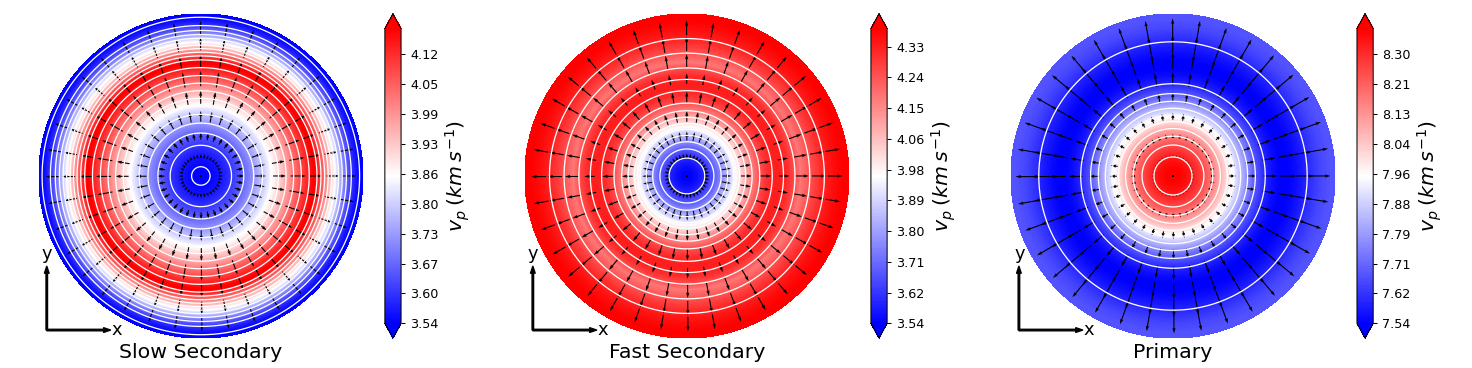 4.12
4.05
3.99
3.93
3.86
3.80
3.73
3.67
3.60
3.54
v_p (km s^{-1})
y
x
Slow Secondary
4.33
4.24
4.15
4.06
3.98
3.89
3.80
3.71
3.62
3.54
v_p (km s^{-1})
y
x
Fast Secondary
8.30
8.21
8.13
8.04
7.96
7.88
7.79
7.71
7.62
7.54
v_p (km s^{-1})
y
x
Primary